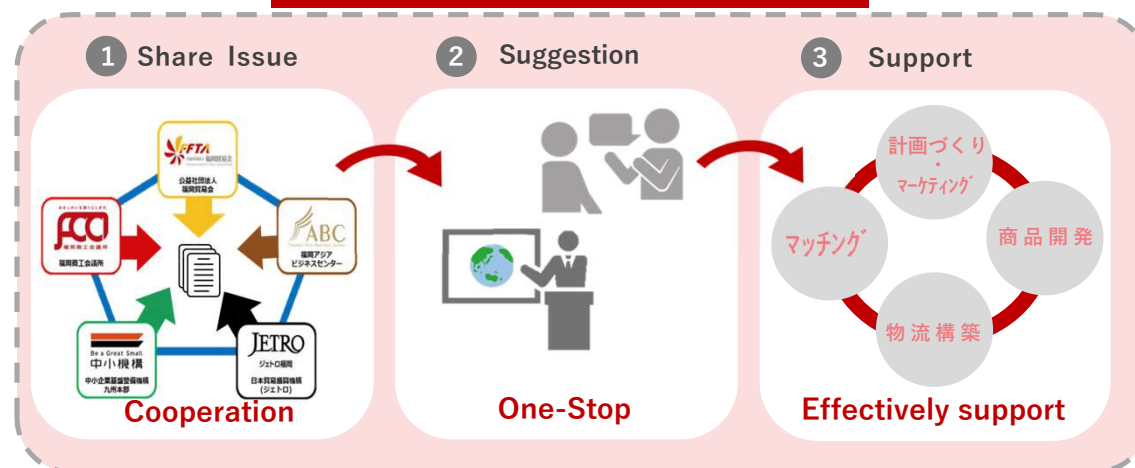 1 Share Issue
2 Suggestion
3 Support
FFTA
福岡貿易会
公益社団法人
福岡貿易会
FCCI
福岡商工会議所
ABC
福岡アジア
ビジネスセンター
Be a Great Small.
中小機構
中小企業基盤整備機構
九州本部
JETRO
ジェトロ福岡
日本貿易振興機構
(ジェトロ)
Cooperation
One-Stop
計画づくり
・
マーケティング
マッチング
商品開発
物流構築
Effectively support